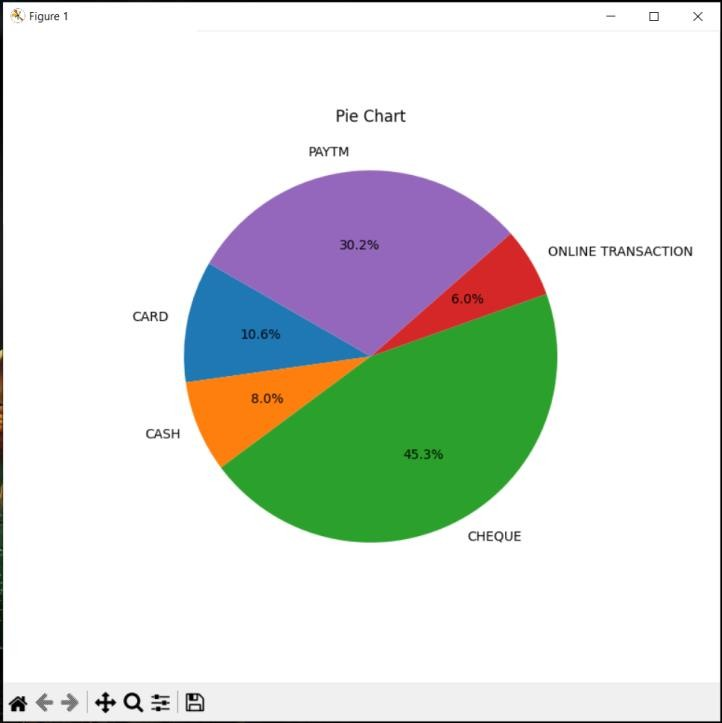 Figure 1
Pie Chart
PAYTM
30.2%
ONLINE TRANSACTION
6.0%
CARD
10.6%
8.0%
CASH
45.3%
CHEQUE